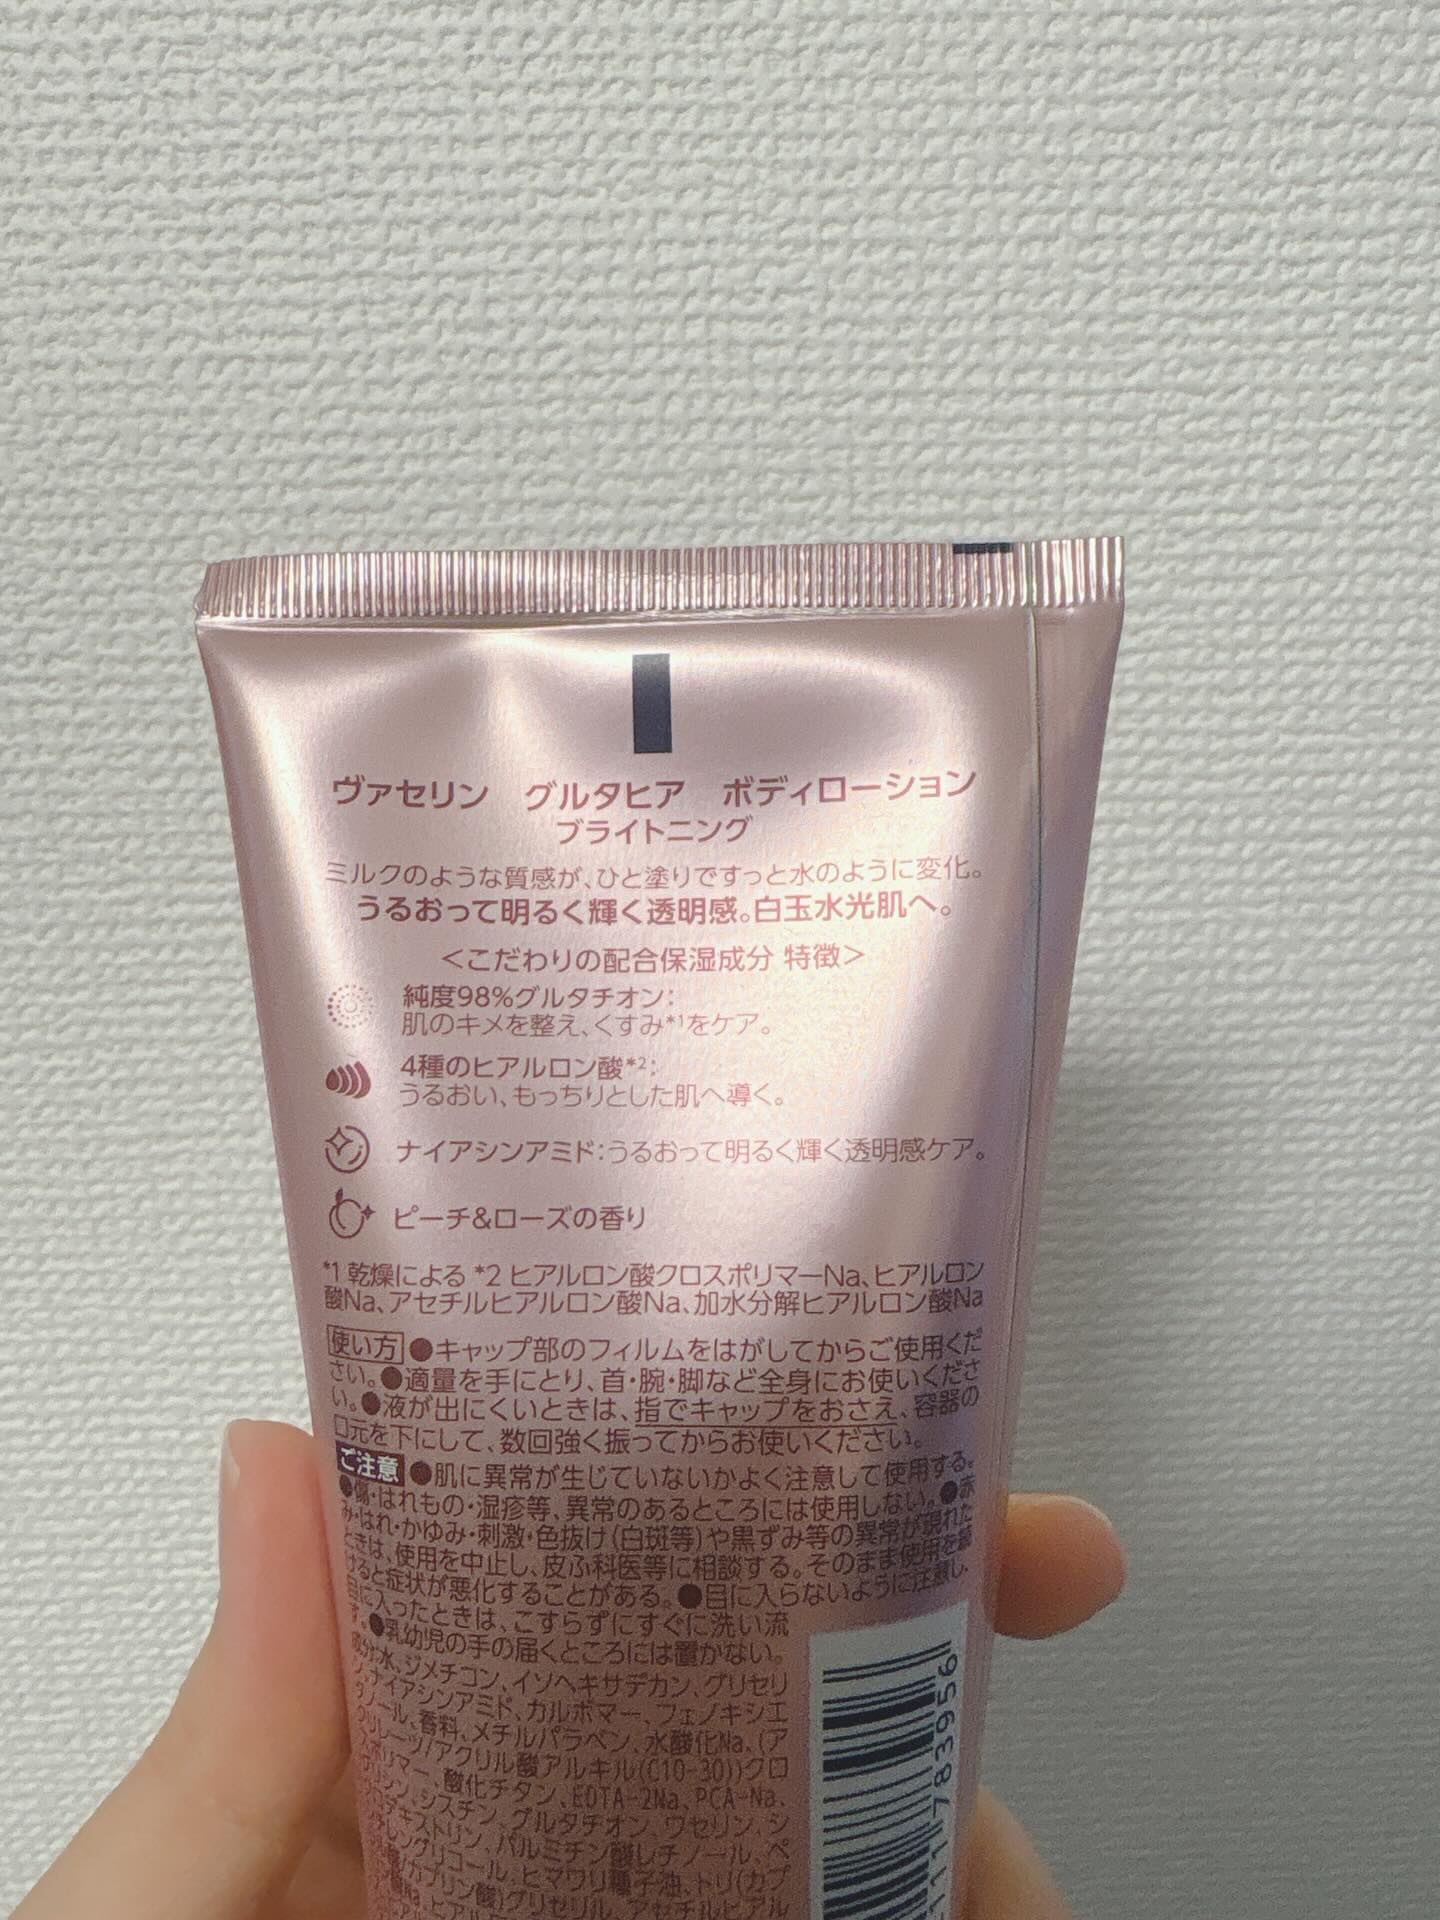 ヴァセリン グルタヒア ボディローション
ブライトニング
ミルクのような質感が、ひと塗りですっと水のように変化。
うるおって明るく輝く透明感。白玉水光肌へ。
＜こだわりの配合保湿成分 特徴＞
純度98%グルタチオン：
肌のキメを整え、くすみ*1をケア。
4種のヒアルロン酸*2：
うるおい、もっちりとした肌へ導く。
ナイアシンアミド：うるおって明るく輝く透明感ケア。
ピーチ&ローズの香り
*1 乾燥による *2 ヒアルロン酸クロスポリマーNa、ヒアルロン
酸Na、アセチルヒアルロン酸Na、加水分解ヒアルロン酸Na
使い方 ●キャップ部のフィルムをはがしてからご使用くだ
さい。●適量を手にとり、首・腕・脚など全身にお使いくださ
い。●液が出にくいときは、指でキャップをおさえ、容器の
口元を下にして、数回強く振ってからお使いください。
ご注意 ●肌に異常が生じていないかよく注意して使用する。
●傷・はれもの・湿疹等、異常のあるところには使用しない。●赤
み・はれ・かゆみ・刺激・色抜け（白斑等）や黒ずみ等の異常が現れた
ときは、使用を中止し、皮ふ科医等に相談する。そのまま使用を続
けると症状が悪化することがある。●目に入らないように注意し、
目に入ったときは、こすらずにすぐに洗い流
す。●乳幼児の手の届くところには置かない。
成分:水、ジメチコン、イソヘキサデカン、グリセリ
ン、ナイアシンアミド、カルボマー、フェノキシエ
タノール、香料、メチルパラベン、水酸化Na、(ア
クリレーツ/アクリル酸アルキル(C10-30))クロ
スポリマー、酸化チタン、EDTA-2Na、PCA-Na、
シスチン、グルタチオン、ワセリン、シ
クロデキストリン、パルミチン酸レチノール、ペ
ンチレングリコール、ヒマワリ種子油、トリ(カプ
リル酸/カプリン酸)グリセリル、アセチルヒアル
111783956